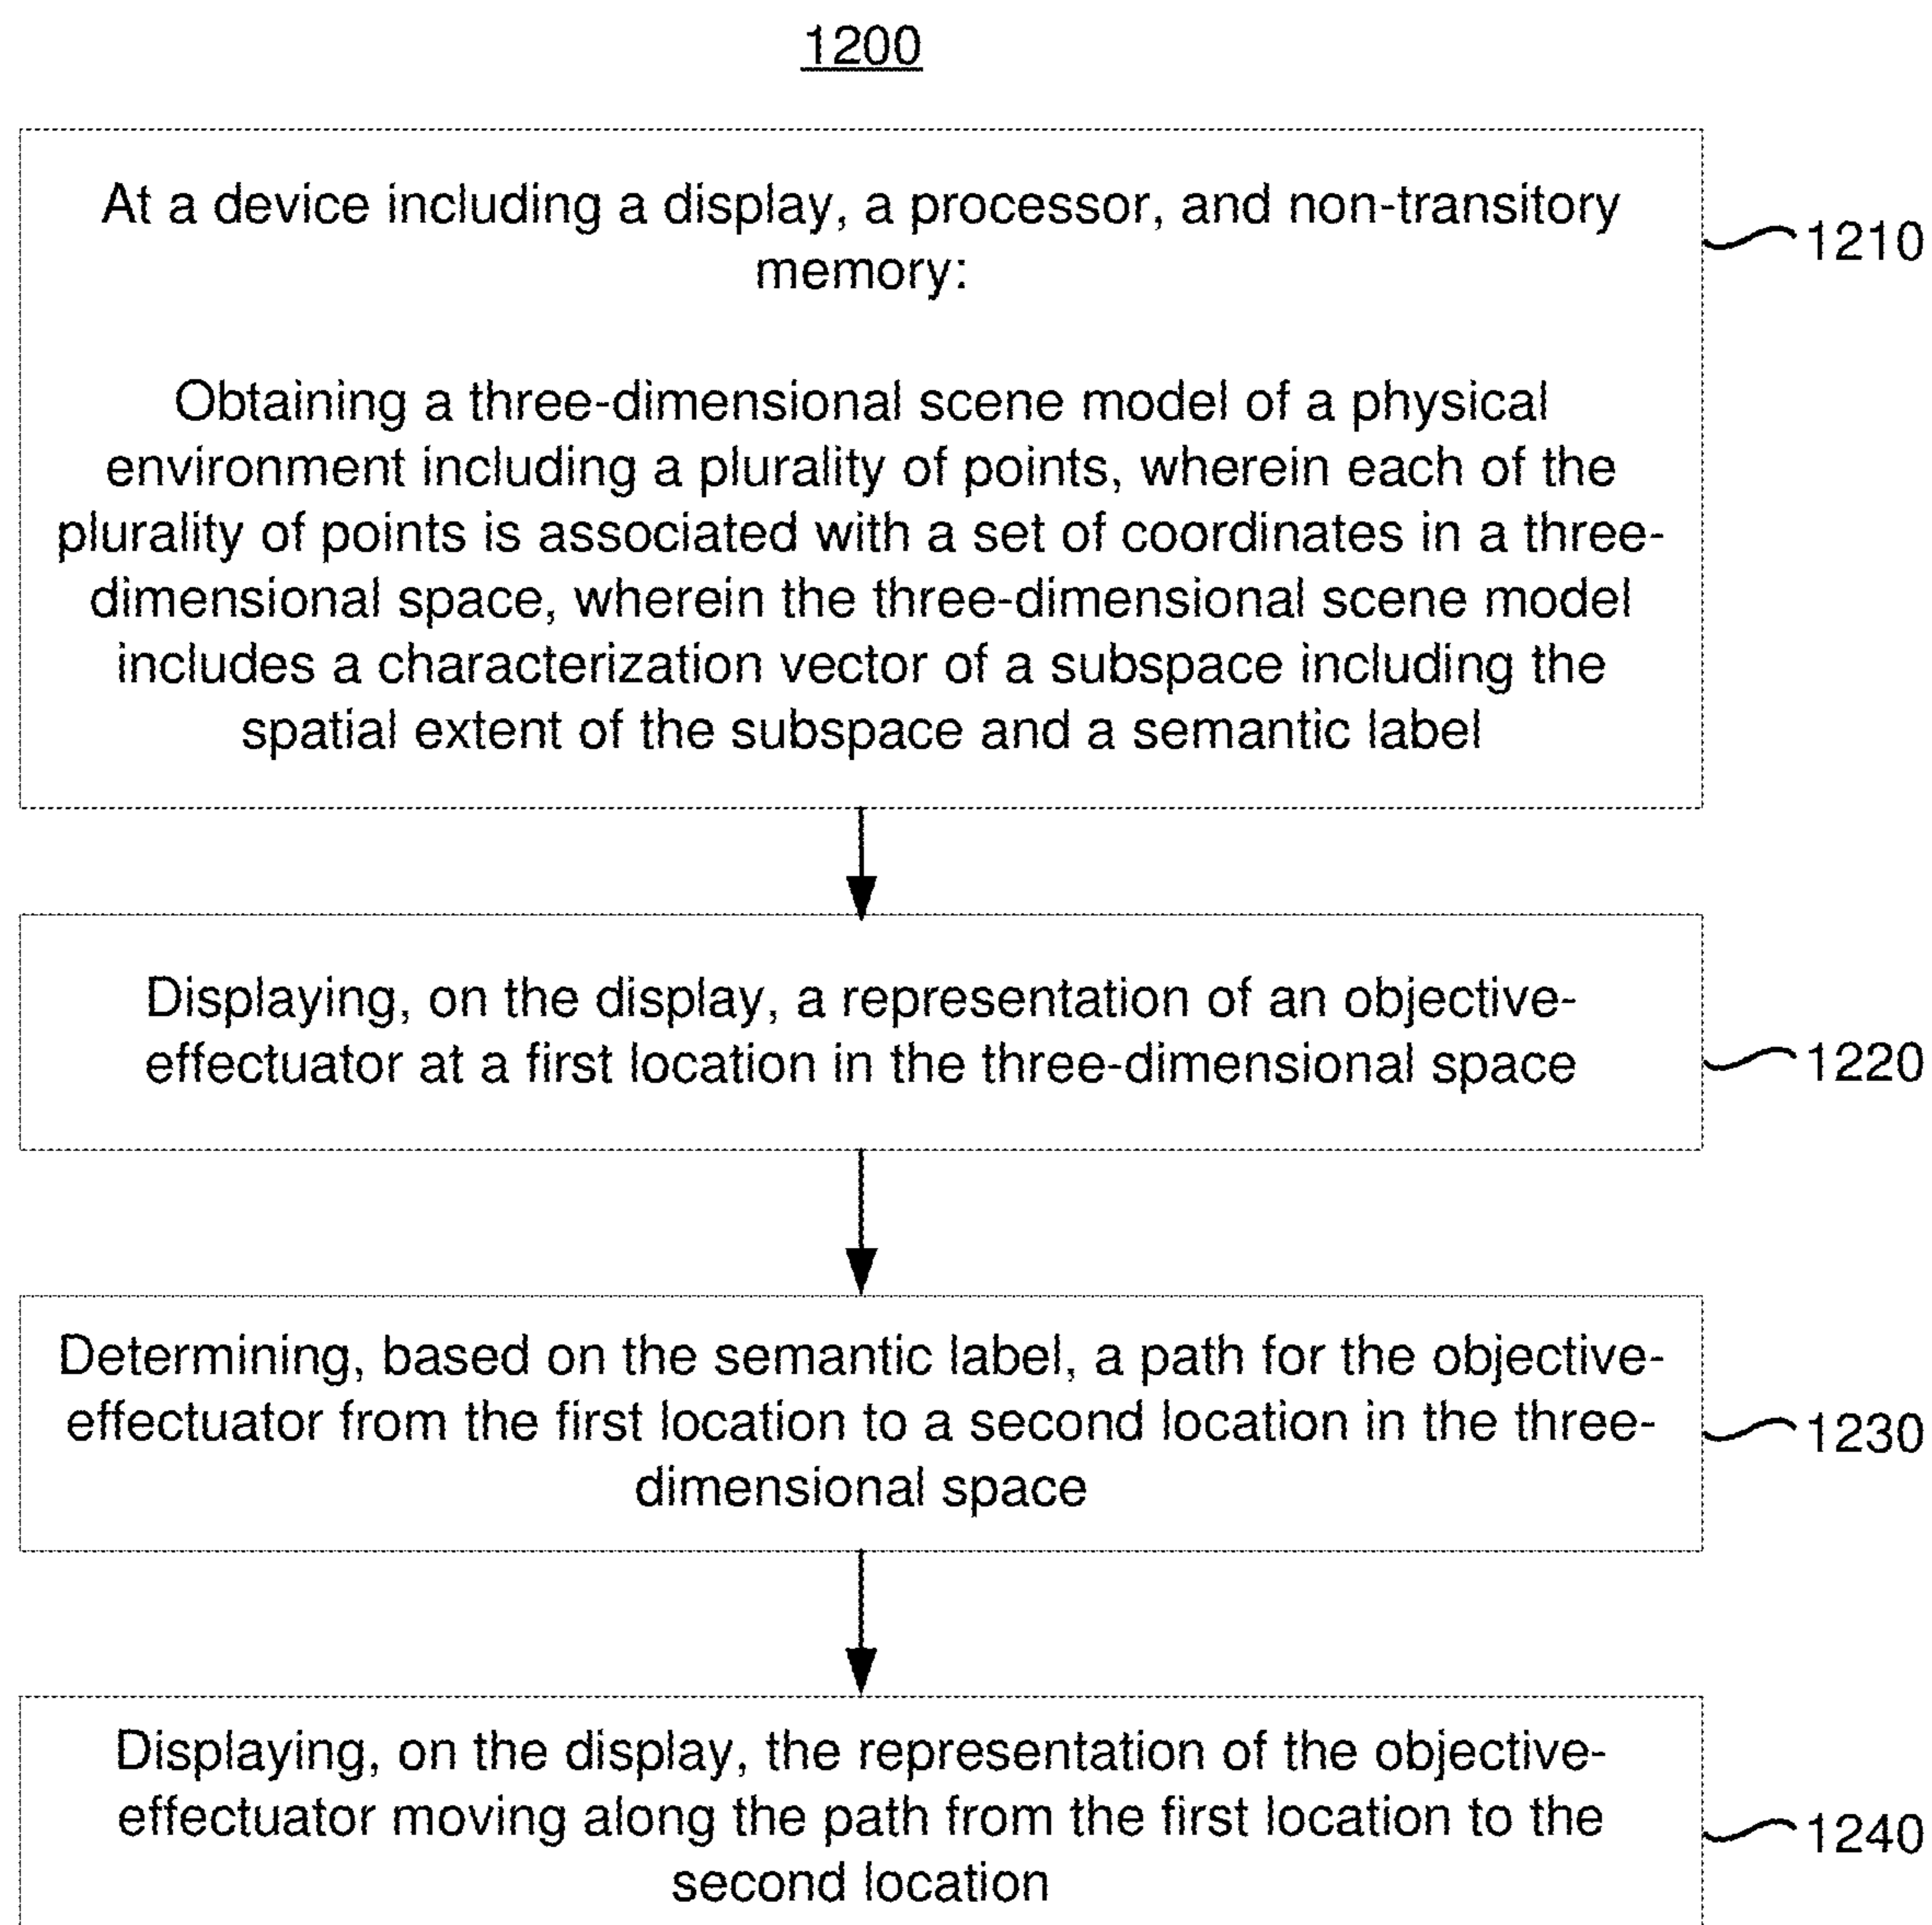 1200
At a device including a display, a processor, and non-transitory
memory:
1210
Obtaining a three-dimensional scene model of a physical
environment including a plurality of points, wherein each of the
plurality of points is associated with a set of coordinates in a three-
dimensional space, wherein the three-dimensional scene model
includes a characterization vector of a subspace including the
spatial extent of the subspace and a semantic label
Displaying, on the display, a representation of an objective-
effectuator at a first location in the three-dimensional space
1220
Determining, based on the semantic label, a path for the objective-
effectuator from the first location to a second location in the three-
dimensional space
1230
Displaying, on the display, the representation of the objective-
effectuator moving along the path from the first location to the
second location
1240